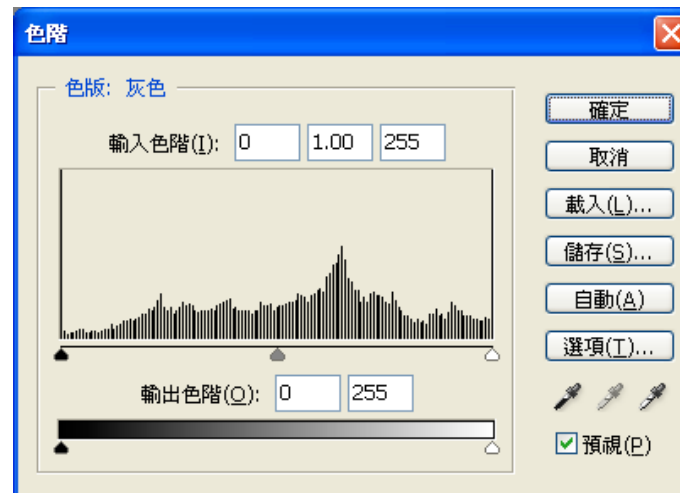 色階
色版: 灰色
輸入色階(I): 0 1.00 255
輸出色階(O): 0 255
確定
取消
載入(L)...
儲存(S)...
自動(A)
選項(T)...
預視(P)